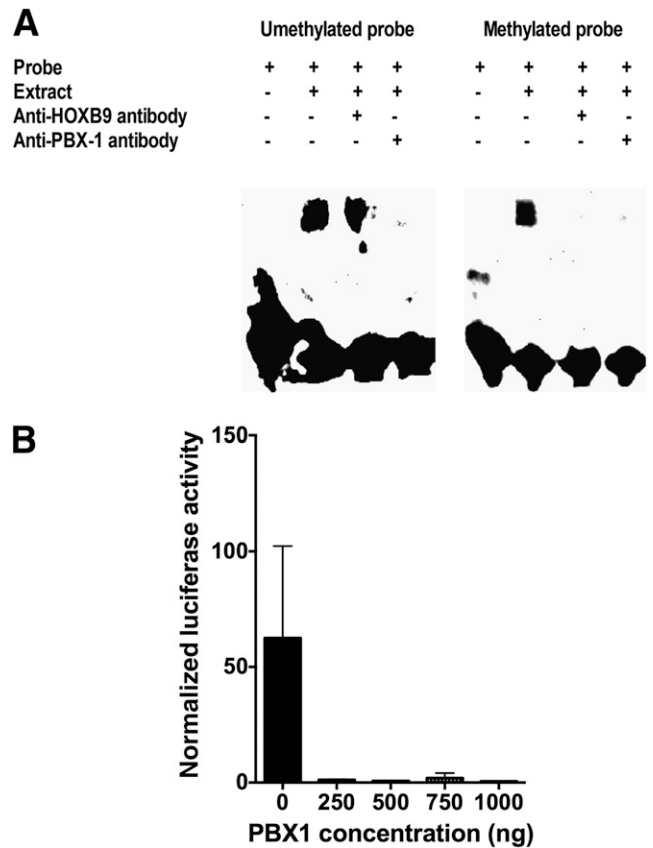 A
Umethylated probe Methylated probe
Probe + + + + + + + +
Extract - + + + - + + +
Anti-HOXB9 antibody - - + - - - + -
Anti-PBX-1 antibody - - - + - - - +
B
Normalized luciferase activity
150
100
50
0
0 250 500 750 1000
PBX1 concentration (ng)